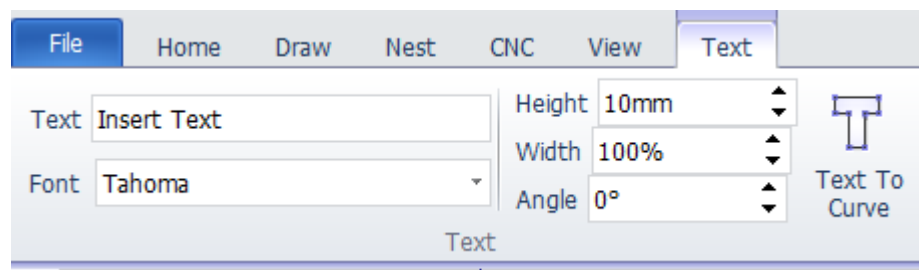 File Home Draw Nest CNC View Text
Text Insert Text Height 10mm
Width 100%
Font Tahoma Angle 0°
Text To
Curve
Text